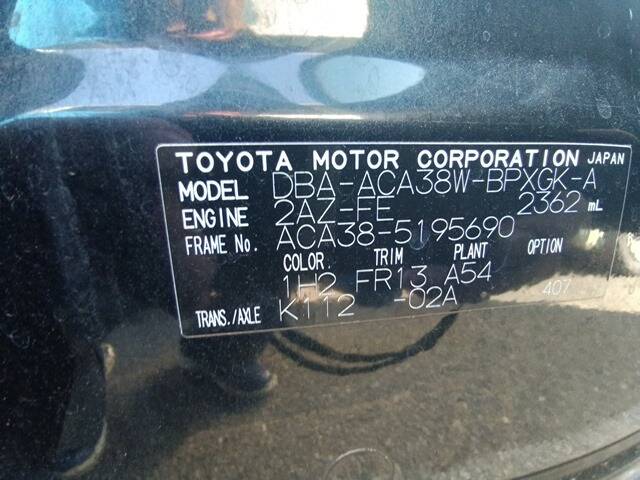 TOYOTA MOTOR CORPORATION JAPAN
MODEL DBA-ACA38W-BPXGK-A
ENGINE 2AZ-FE 2362 mL
FRAME No. ACA38-5195690
COLOR TRIM PLANT OPTION
1H2 FR13 A54 407
TRANS./AXLE K112 -02A